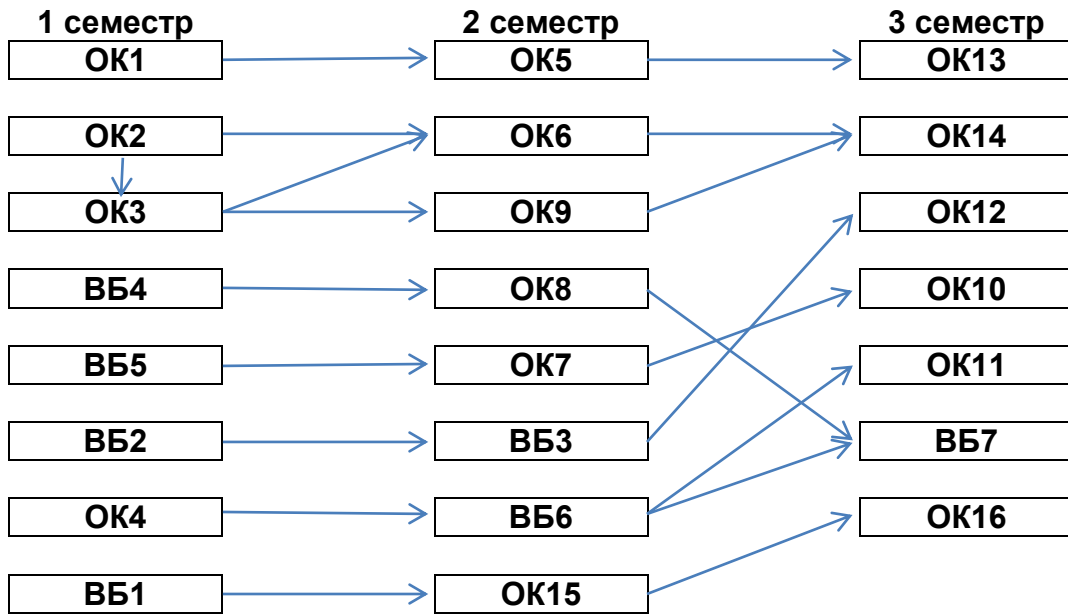 1 семестр 2 семестр 3 семестр
ОК1 ОК5 ОК13
ОК2 ОК6 ОК14
ОК3 ОК9 ОК12
ВБ4 ОК8 ОК10
ВБ5 ОК7 ОК11
ВБ2 ВБ3 ВБ7
ОК4 ВБ6 ОК16
ВБ1 ОК15